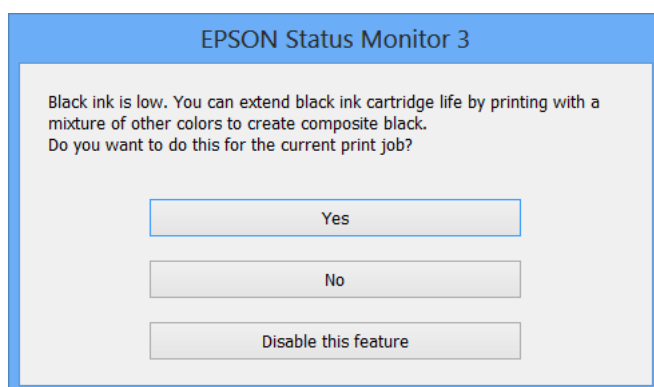 EPSON Status Monitor 3
Black ink is low. You can extend black ink cartridge life by printing with a
mixture of other colors to create composite black.
Do you want to do this for the current print job?
Yes
No
Disable this feature